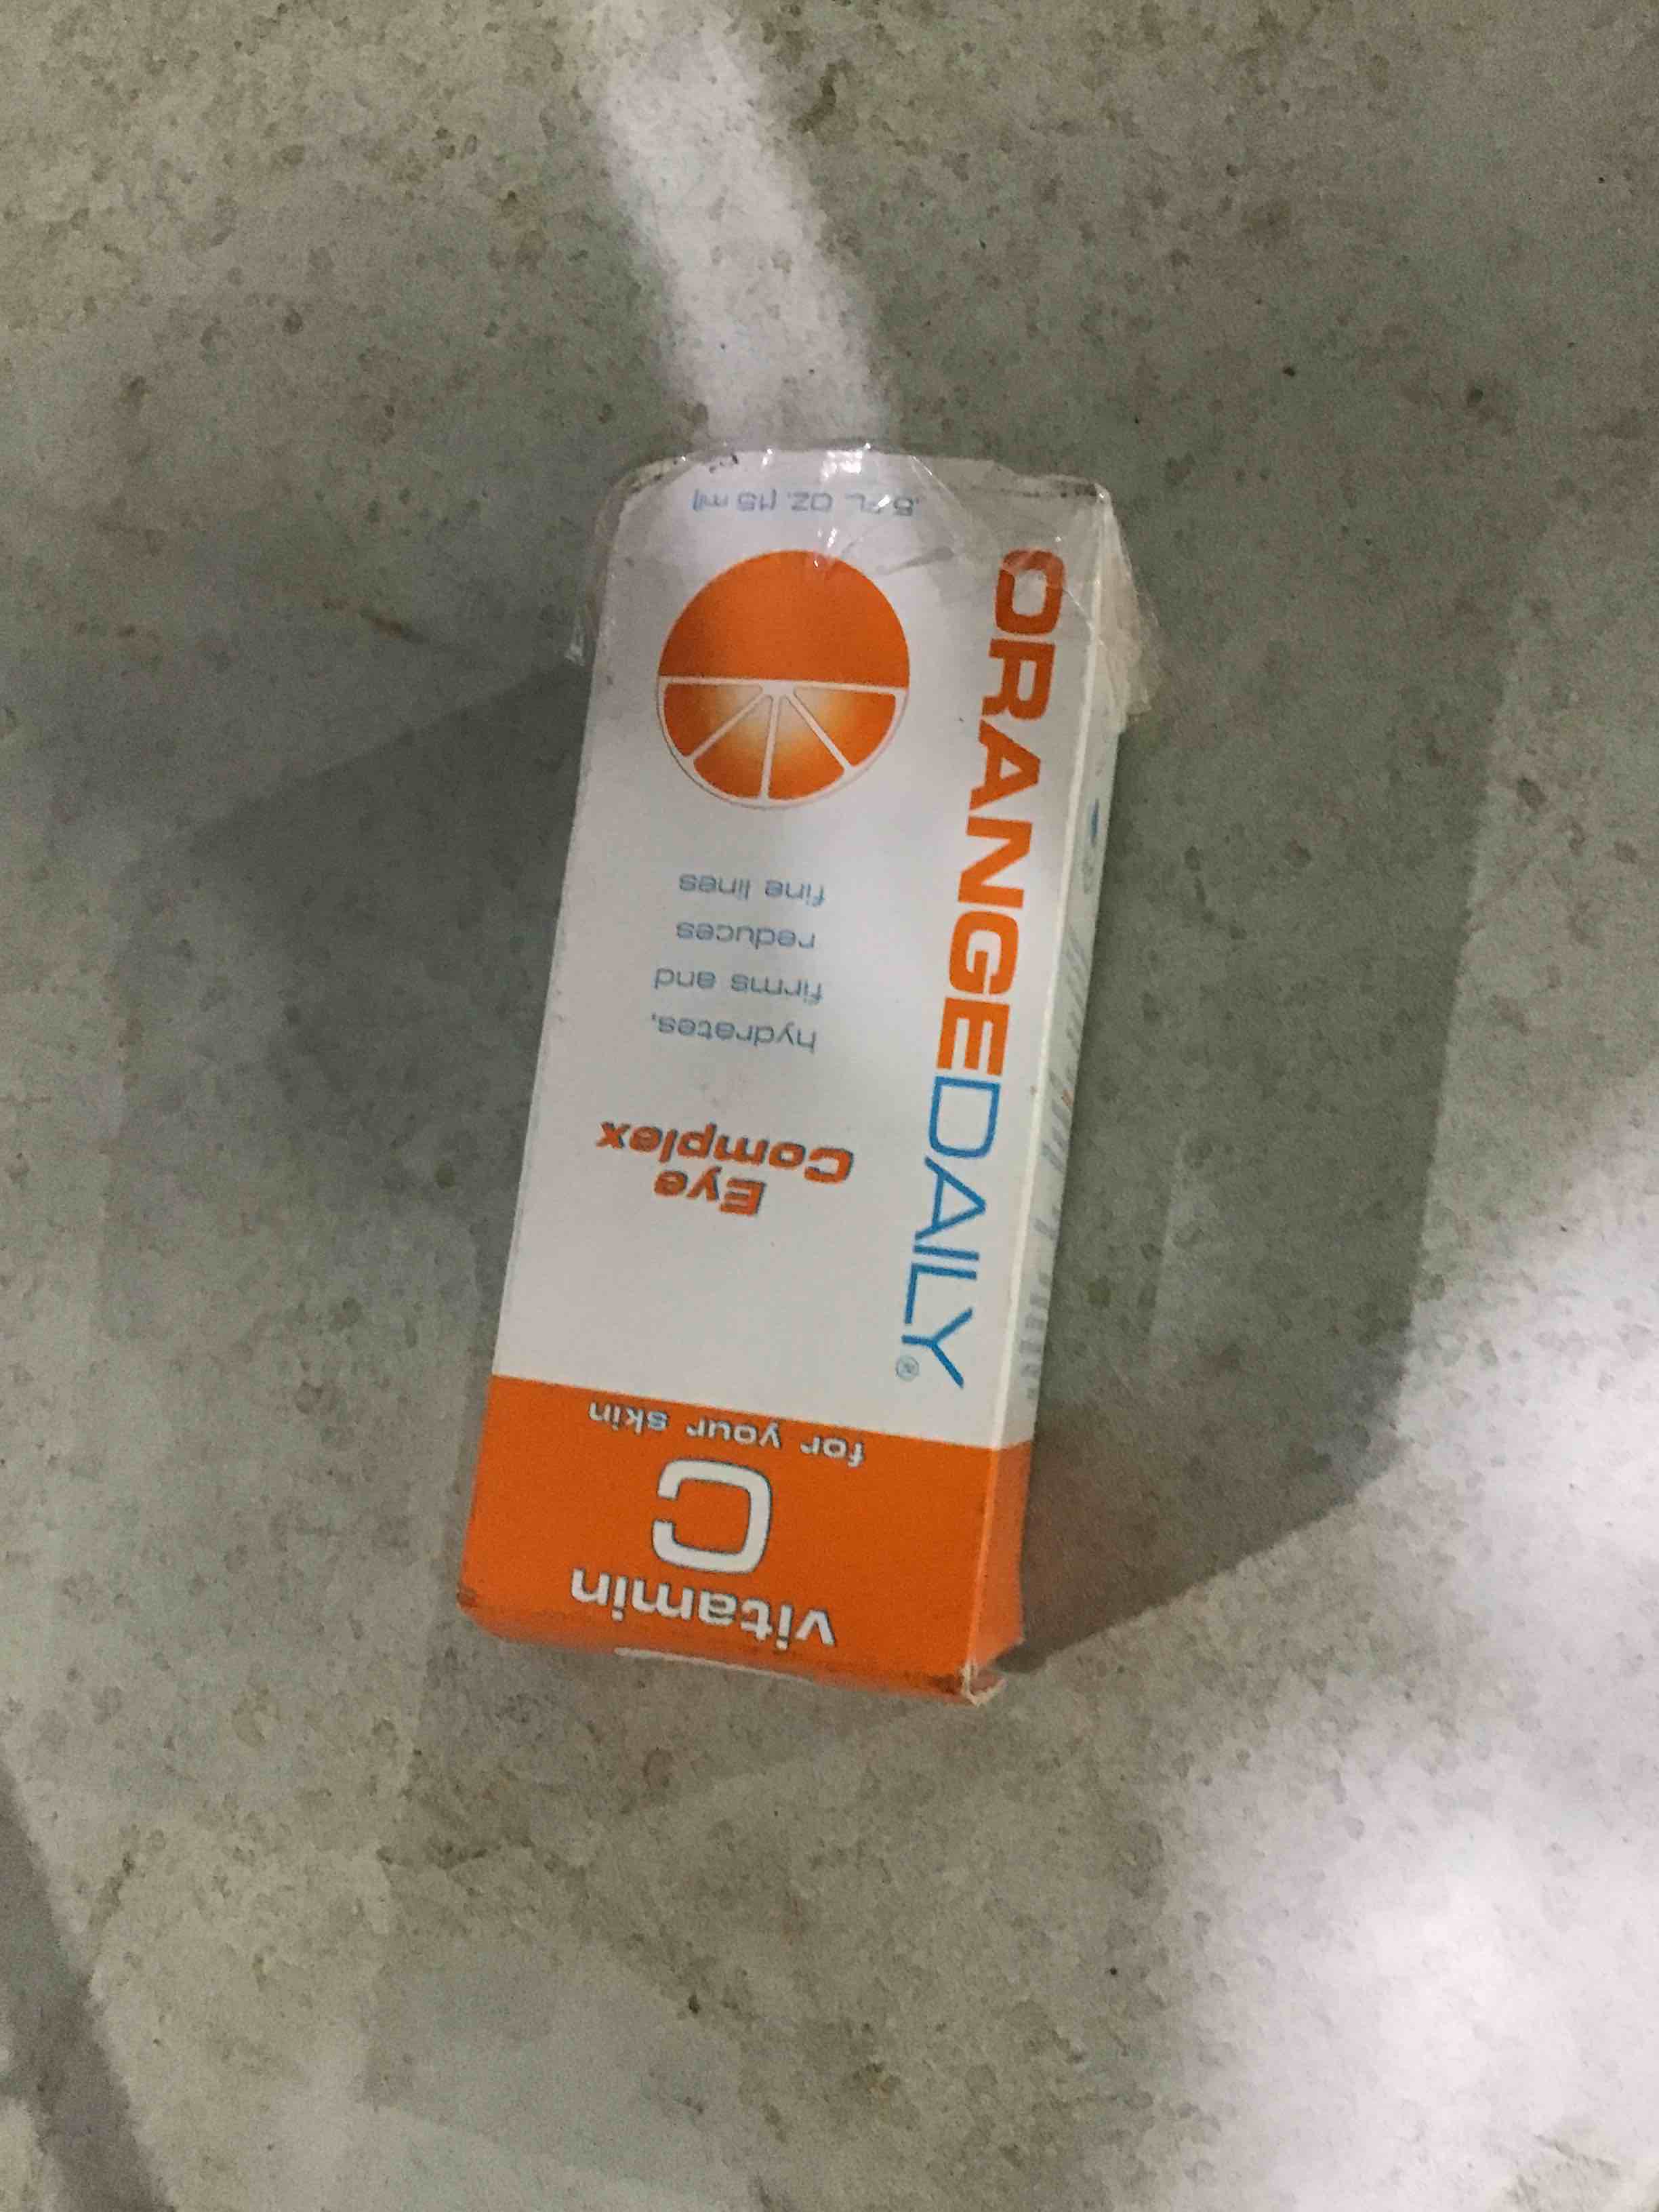 vitamin
C
for your skin
ORANGEDAILY®
Eye
Complex
hydrates,
firms and
reduces
fine lines
.5 FL. OZ. (15 ml)